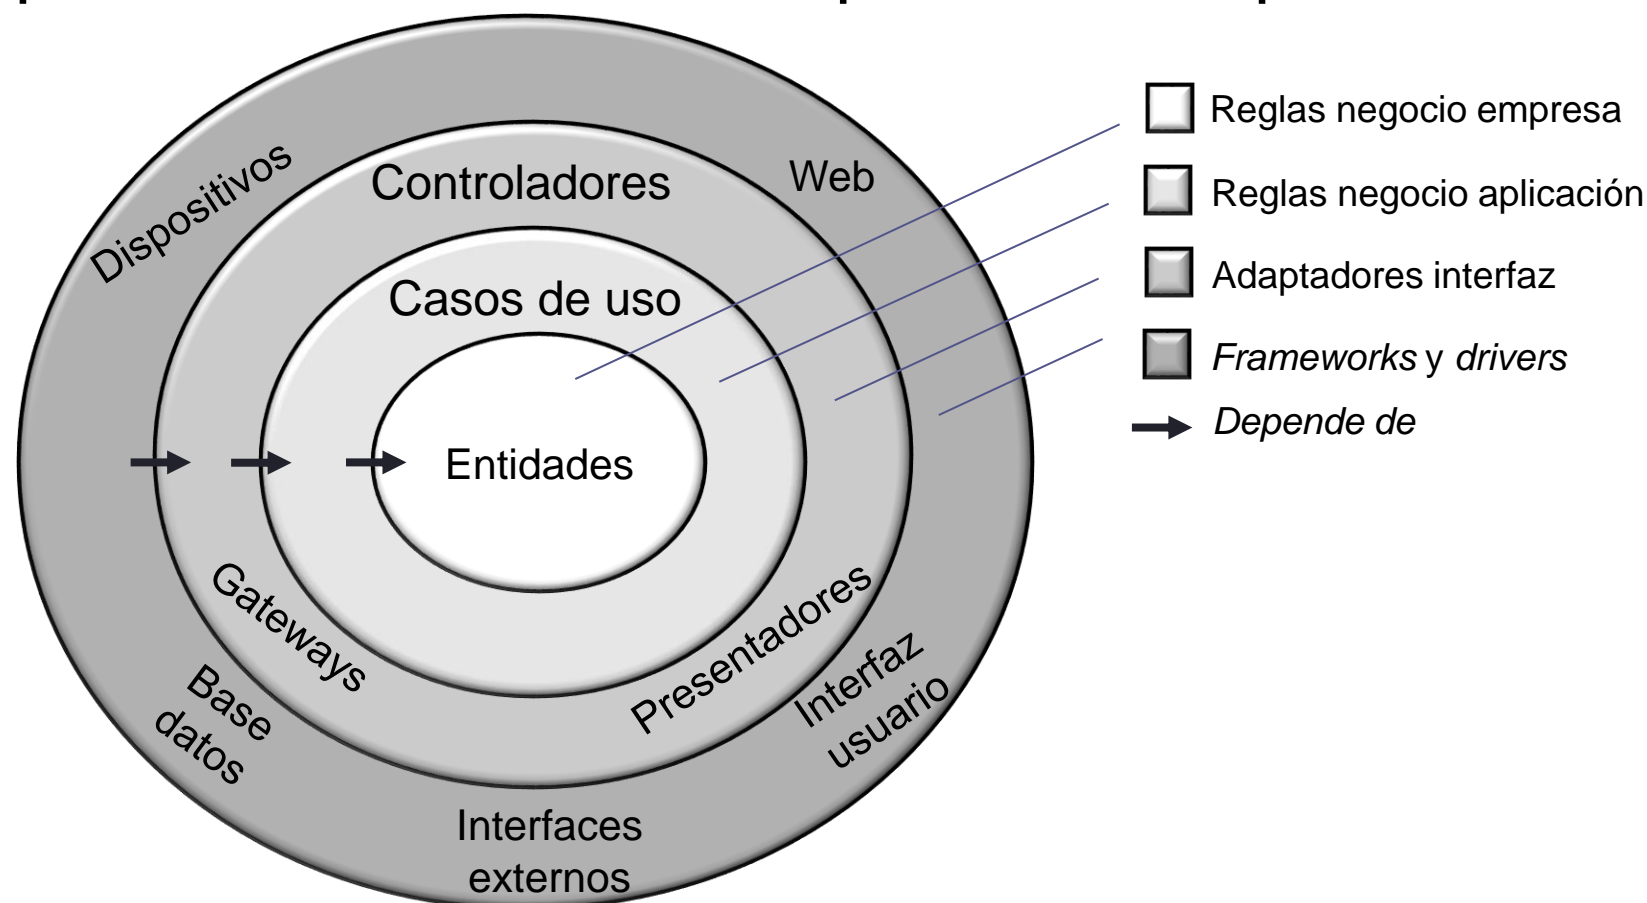 Dispositivos
Controladores
Web
Casos de uso
Entidades
Gateways
Presentadores
Base
datos
Interfaz
usuario
Interfaces
externos
Reglas negocio empresa
Reglas negocio aplicación
Adaptadores interfaz
Frameworks y drivers
Depende de